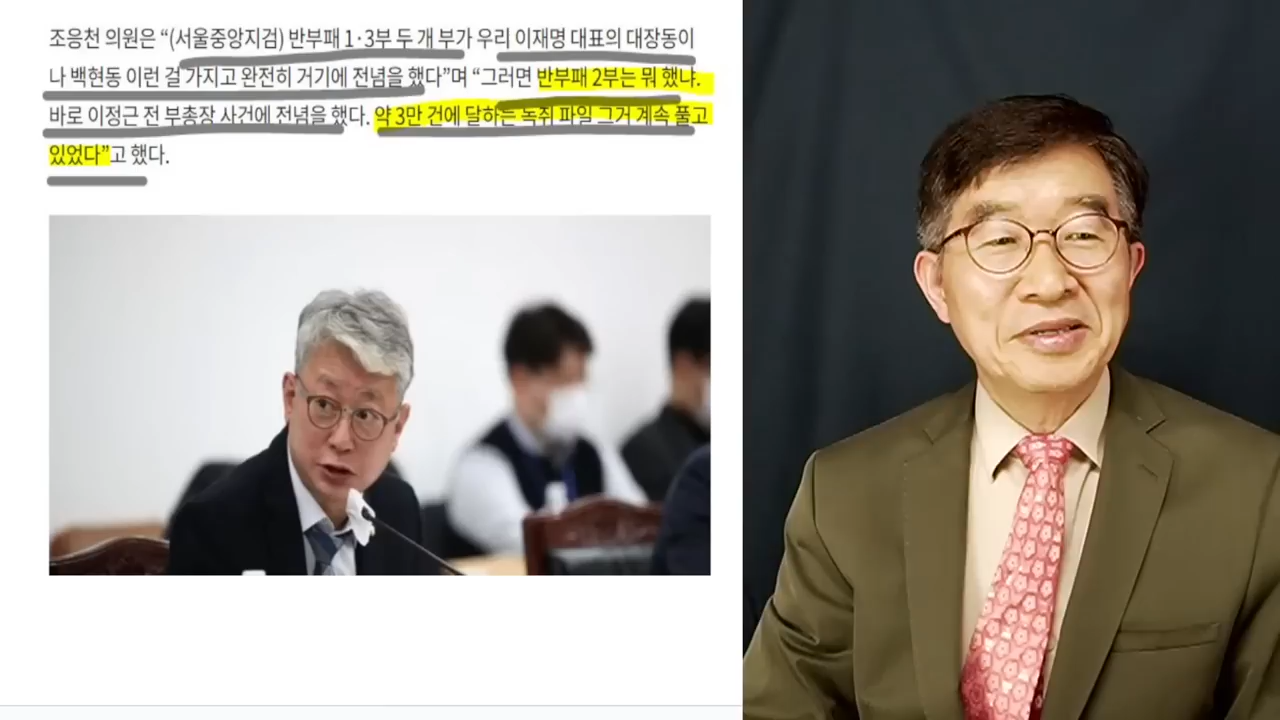 조응천 의원은 “(서울중앙지검) 반부패 1·3부 두 개 부가 우리 이재명 대표의 대장동이
나 백현동 이런 걸 가지고 완전히 거기에 전념을 했다”며 “그러면 반부패 2부는 뭐 했냐.
바로 이정근 전 부총장 사건에 전념을 했다. 약 3만 건에 달하는 녹취 파일 그거 계속 풀고
있었다”고 했다.